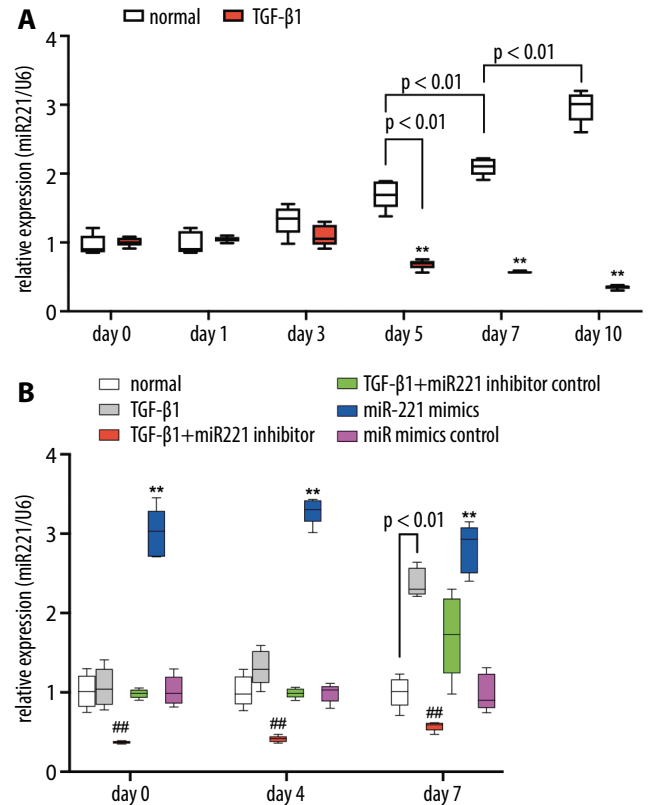 A
normal TGF-β1
relative expression (miR221/U6)
4
3
2
1
0
p < 0.01
p < 0.01
p < 0.01
**
**
**
day 0 day 1 day 3 day 5 day 7 day 10
B
normal TGF-β1+miR221 inhibitor control
TGF-β1 miR-221 mimics
TGF-β1+miR221 inhibitor miR mimics control
relative expression (miR221/U6)
4
3
2
1
0
** ** **
p < 0.01
## ## ##
day 0 day 4 day 7